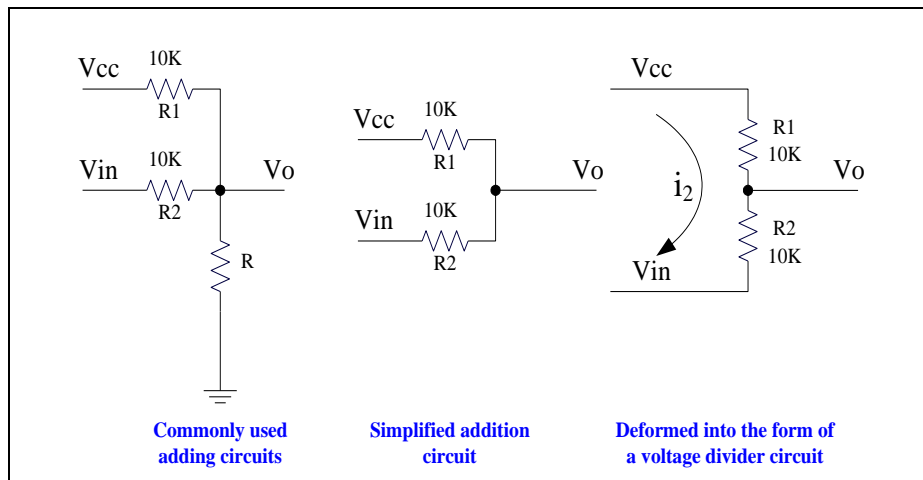 Vcc
10K
R1
Vin
10K
R2
Vo
R
Commonly used
adding circuits
Vcc
10K
R1
Vin
10K
R2
Vo
Simplified addition
circuit
Vcc
R1
10K
Vo
i2
R2
10K
Vin
Deformed into the form of
a voltage divider circuit